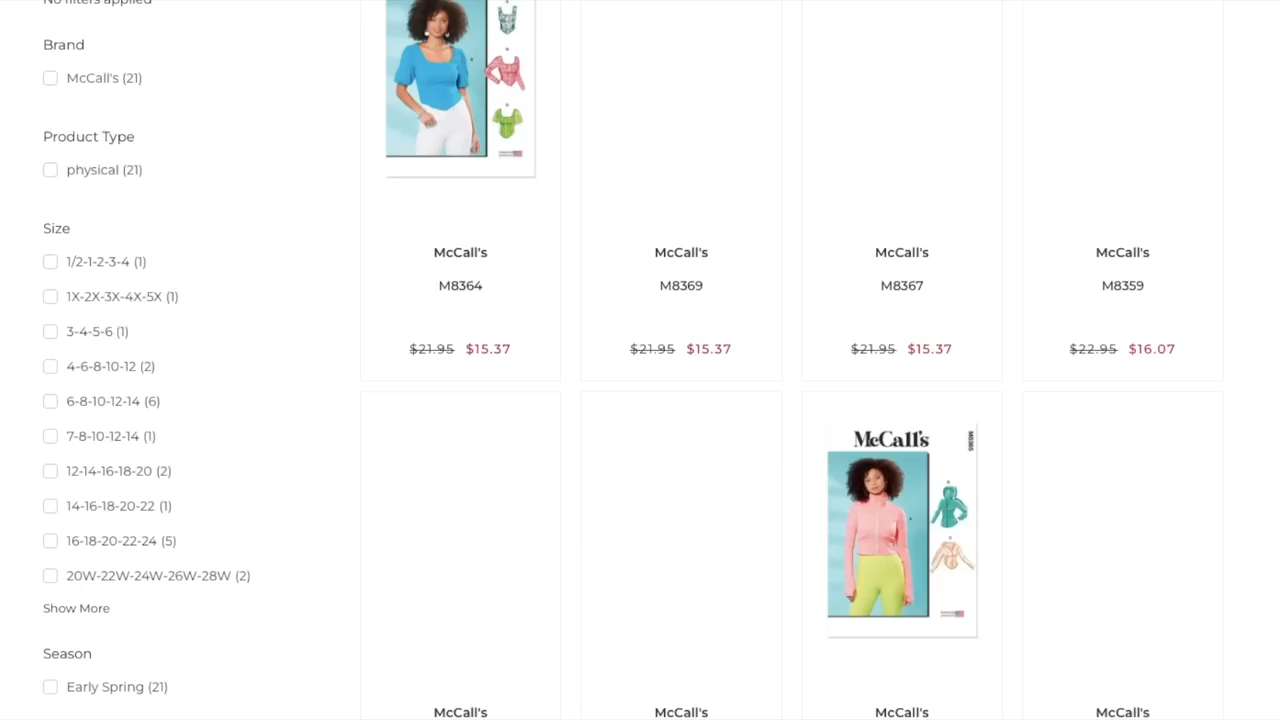 No filters applied
Brand
McCall's (21)
Product Type
physical (21)
Size
1/2-1-2-3-4 (1)
1X-2X-3X-4X-5X (1)
3-4-5-6 (1)
4-6-8-10-12 (2)
6-8-10-12-14 (6)
7-8-10-12-14 (1)
12-14-16-18-20 (2)
14-16-18-20-22 (1)
16-18-20-22-24 (5)
20W-22W-24W-26W-28W (2)
Show More
Season
Early Spring (21)
McCall's
M8364
$21.95 $15.37
McCall's
M8369
$21.95 $15.37
McCall's
M8367
$21.95 $15.37
McCall's
M8359
$22.95 $16.07
McCall's
McCall's
McCall's
M8365
McCall's
McCall's